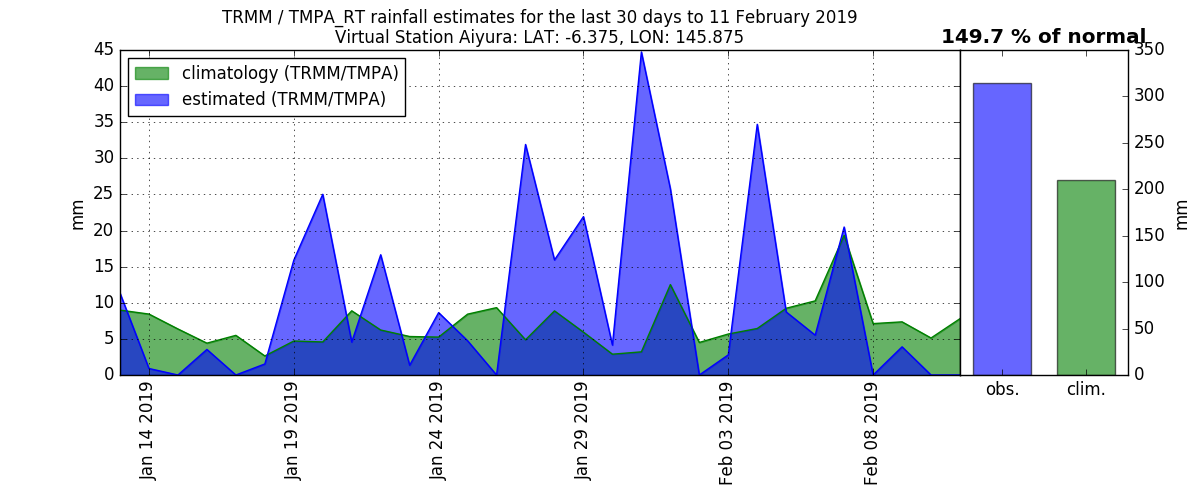 TRMM / TMPA_RT rainfall estimates for the last 30 days to 11 February 2019
Virtual Station Aiyura: LAT: -6.375, LON: 145.875
149.7 % of normal
climatology (TRMM/TMPA)
estimated (TRMM/TMPA)
mm
45
40
35
30
25
20
15
10
5
0
Jan 14 2019
Jan 19 2019
Jan 24 2019
Jan 29 2019
Feb 03 2019
Feb 08 2019
obs.
clim.
350
300
250
200
150
100
50
0
mm